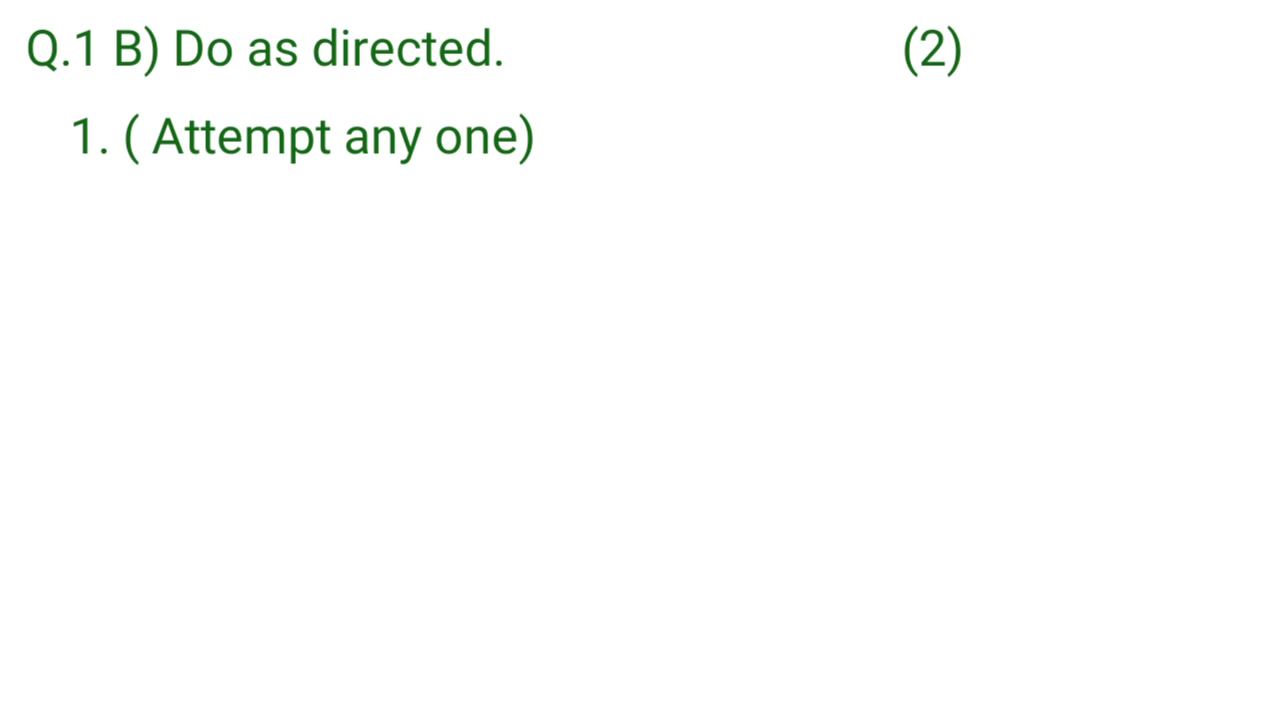 Q.1 B) Do as directed. (2)
1. ( Attempt any one)